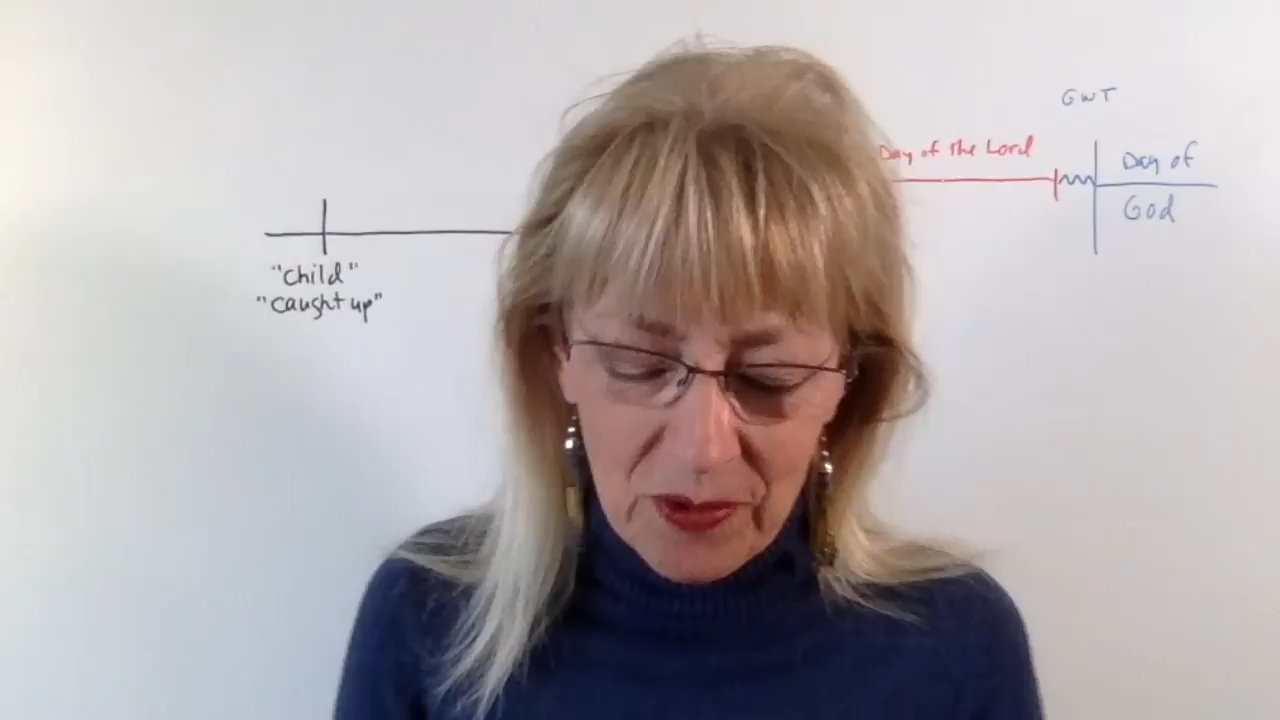 GWT
Day of the Lord
Day of
God
"Child"
"Caught up"